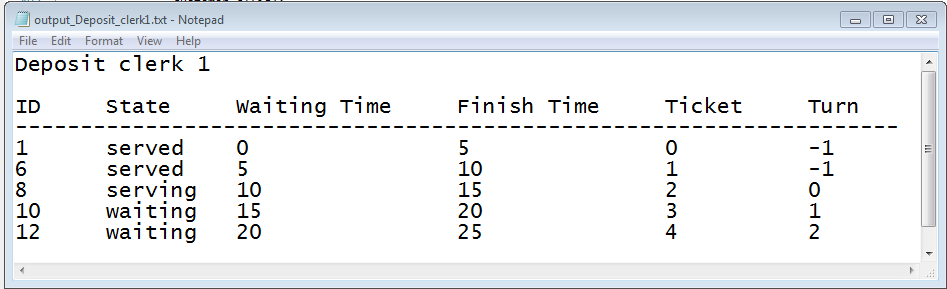 output_Deposit_clerk1.txt - Notepad
File Edit Format View Help
Deposit clerk 1
ID State Waiting Time Finish Time Ticket Turn
--------------------------------------------------------------------
1 served 0 5 0 -1
6 served 5 10 1 -1
8 serving 10 15 2 0
10 waiting 15 20 3 1
12 waiting 20 25 4 2